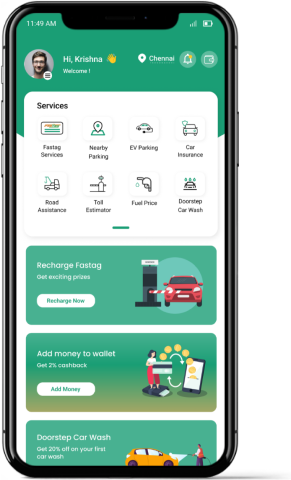 11:49 AM
Hi, Krishna 👋
Welcome !
Chennai
Services
Fastag
Services
Nearby
Parking
EV Parking
Car
Insurance
Road
Assistance
Toll
Estimator
Fuel Price
Doorstep
Car Wash
Recharge Fastag
Get exciting prizes
Recharge Now
Add money to wallet
Get 2% cashback
Add Money
Doorstep Car Wash
Get 20% off on your first
car wash